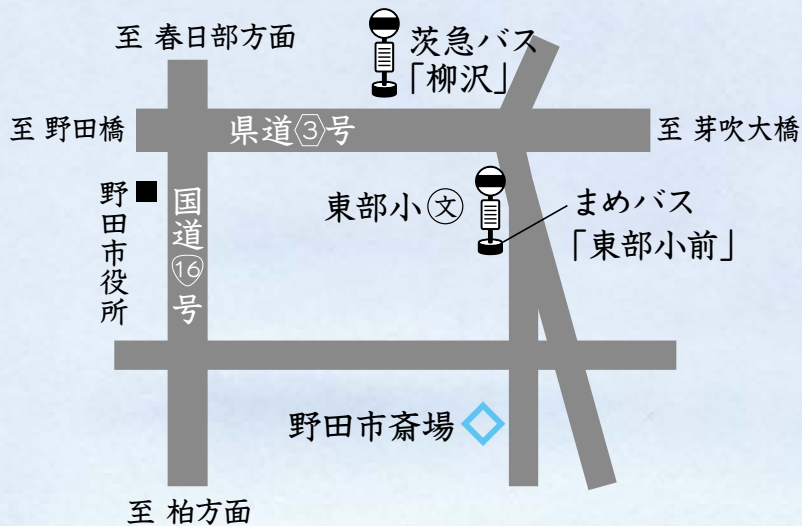 至 春日部方面
茨急バス
「柳沢」
至 野田橋
県道③号
至 芽吹大橋
野田市役所
国道⑯号
東部小文
まめバス
「東部小前」
野田市斎場
至 柏方面